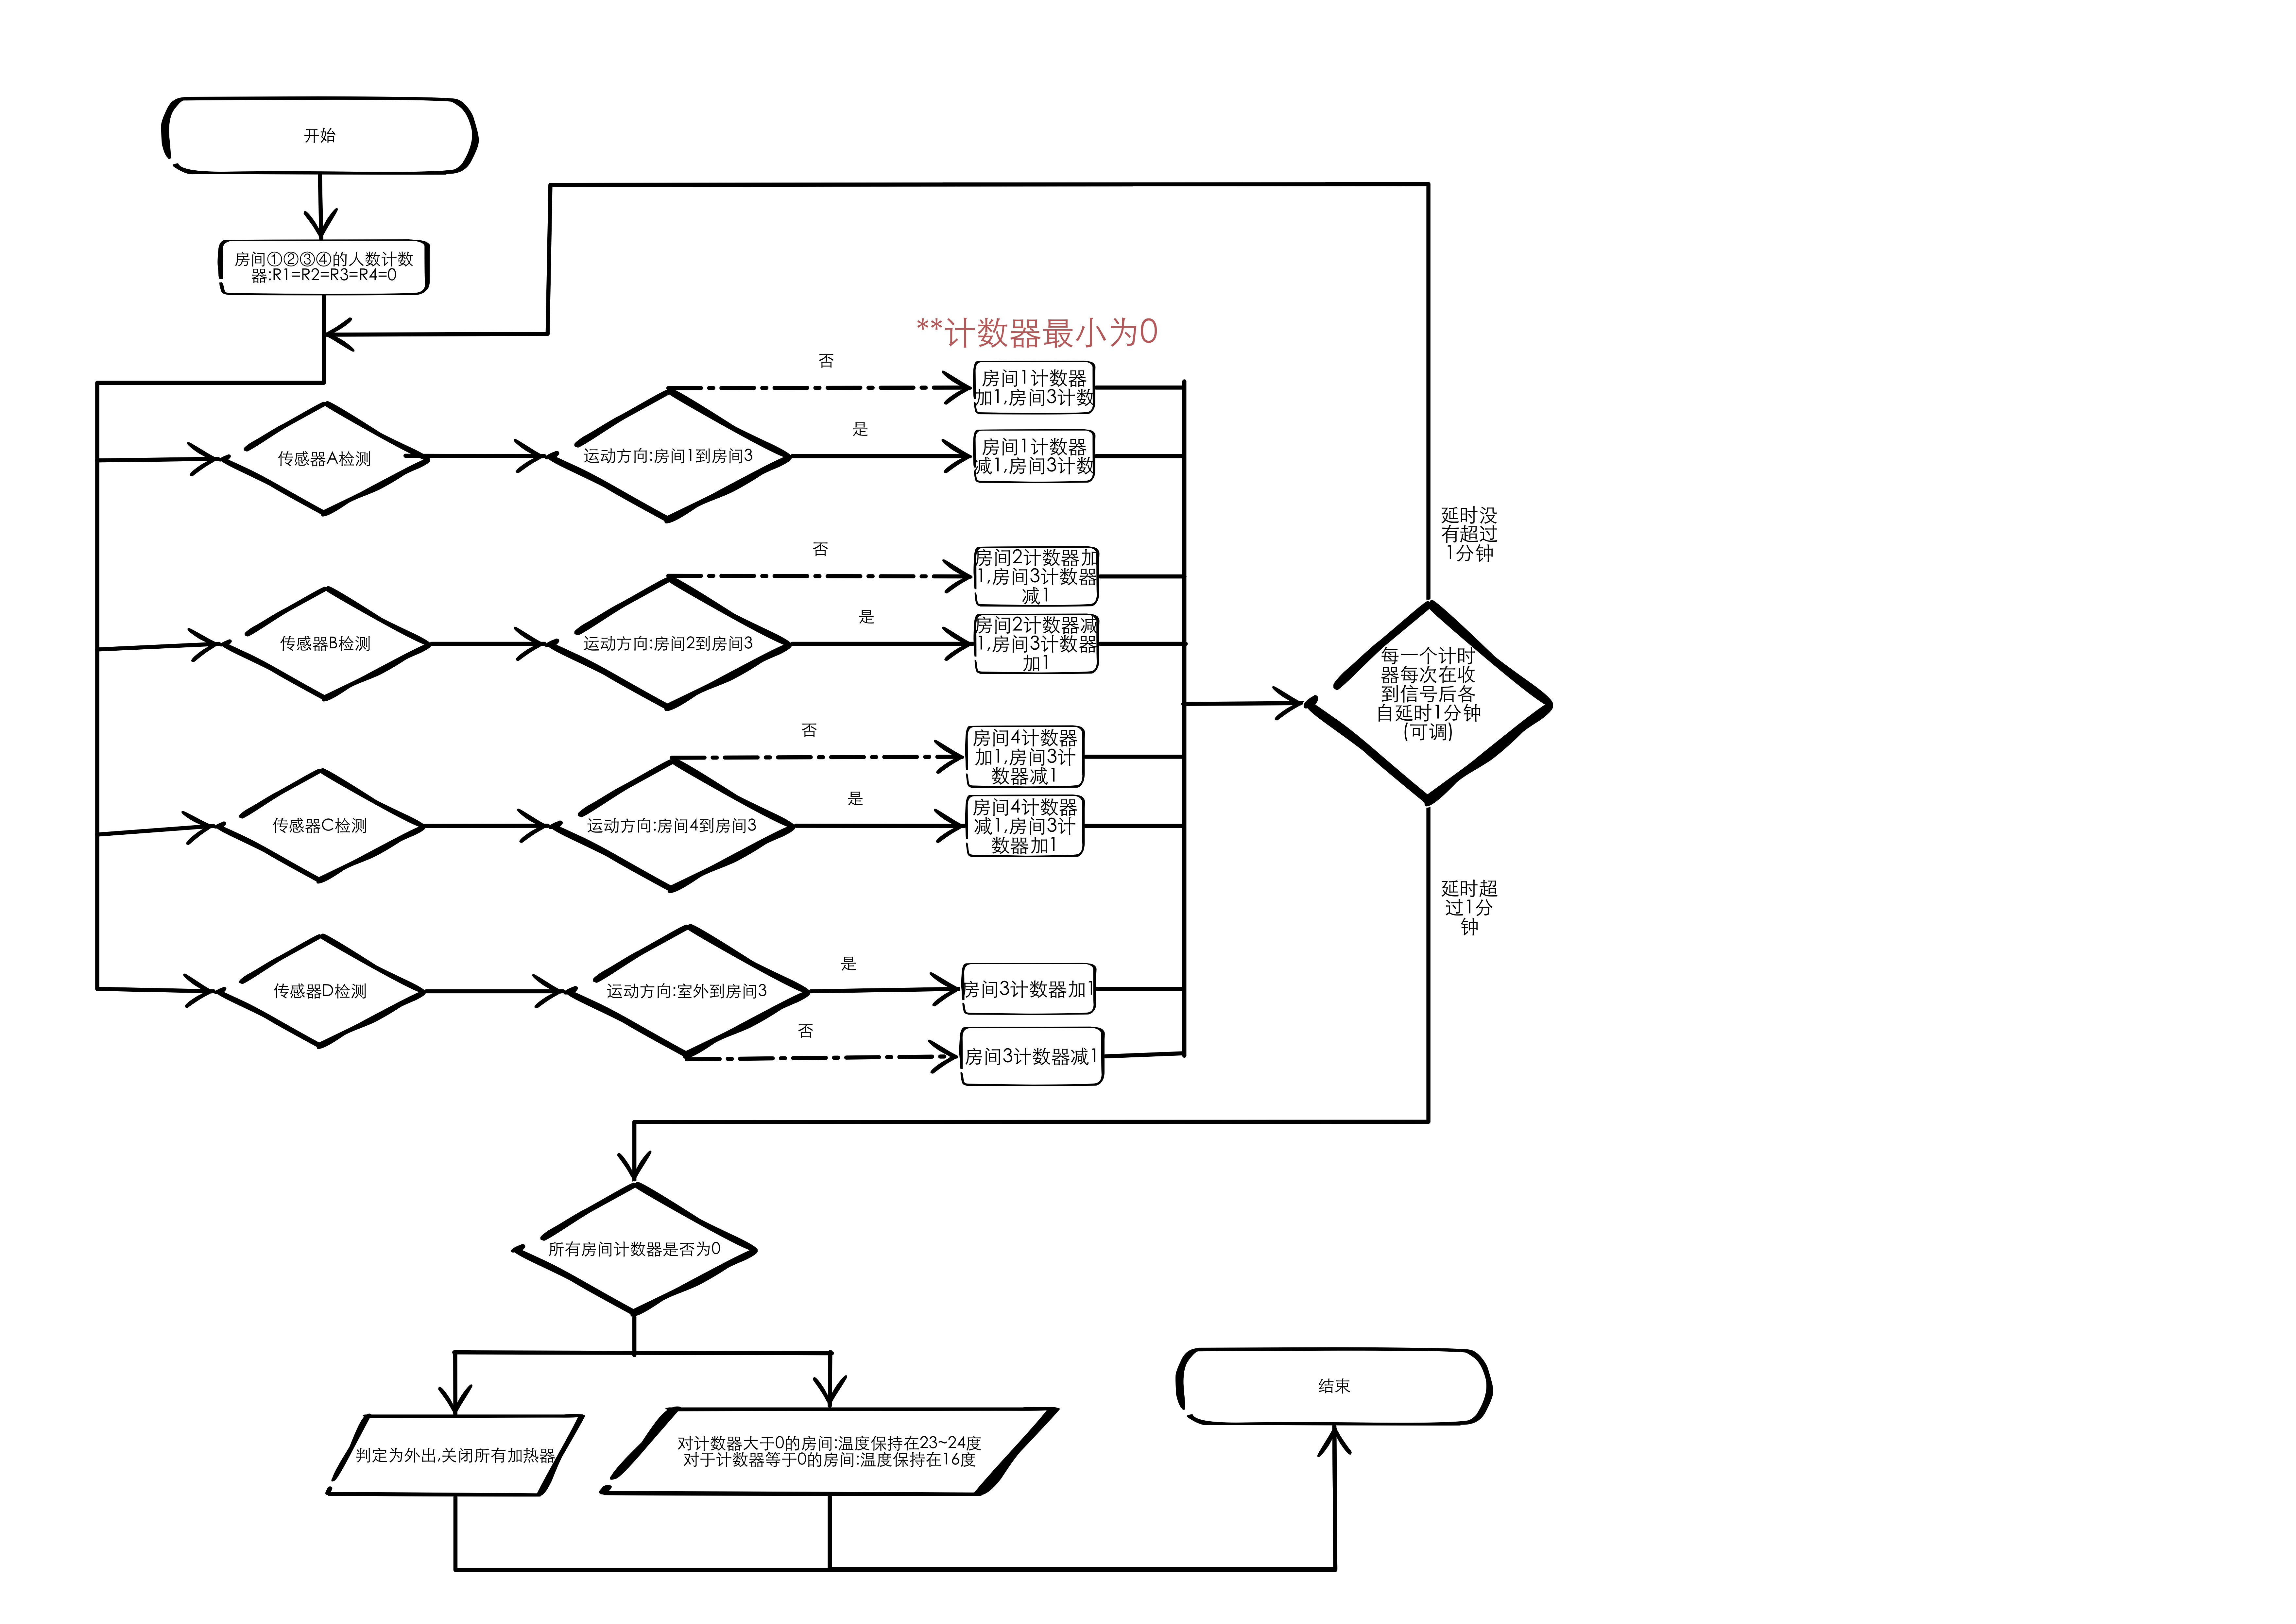 开始
房间①②③④的人数计数
器:R1=R2=R3=R4=0
**计数器最小为0
否
房间1计数器
加1,房间3计数
传感器A检测
运动方向:房间1到房间3
是
房间1计数器
减1,房间3计数
否
房间2计数器加
1,房间3计数器
减1
传感器B检测
运动方向:房间2到房间3
是
房间2计数器减
1,房间3计数器
加1
否
房间4计数器
加1,房间3计
数器减1
传感器C检测
运动方向:房间4到房间3
是
房间4计数器
减1,房间3计
数器加1
传感器D检测
运动方向:室外到房间3
是
房间3计数器加1
否
房间3计数器减1
延时没
有超过
1分钟
每一个计时
器每次在收
到信号后各
自延时1分钟
(可调)
延时超
过1分
钟
所有房间计数器是否为0
判定为外出,关闭所有加热器
对计数器大于0的房间:温度保持在23~24度
对于计数器等于0的房间:温度保持在16度
结束